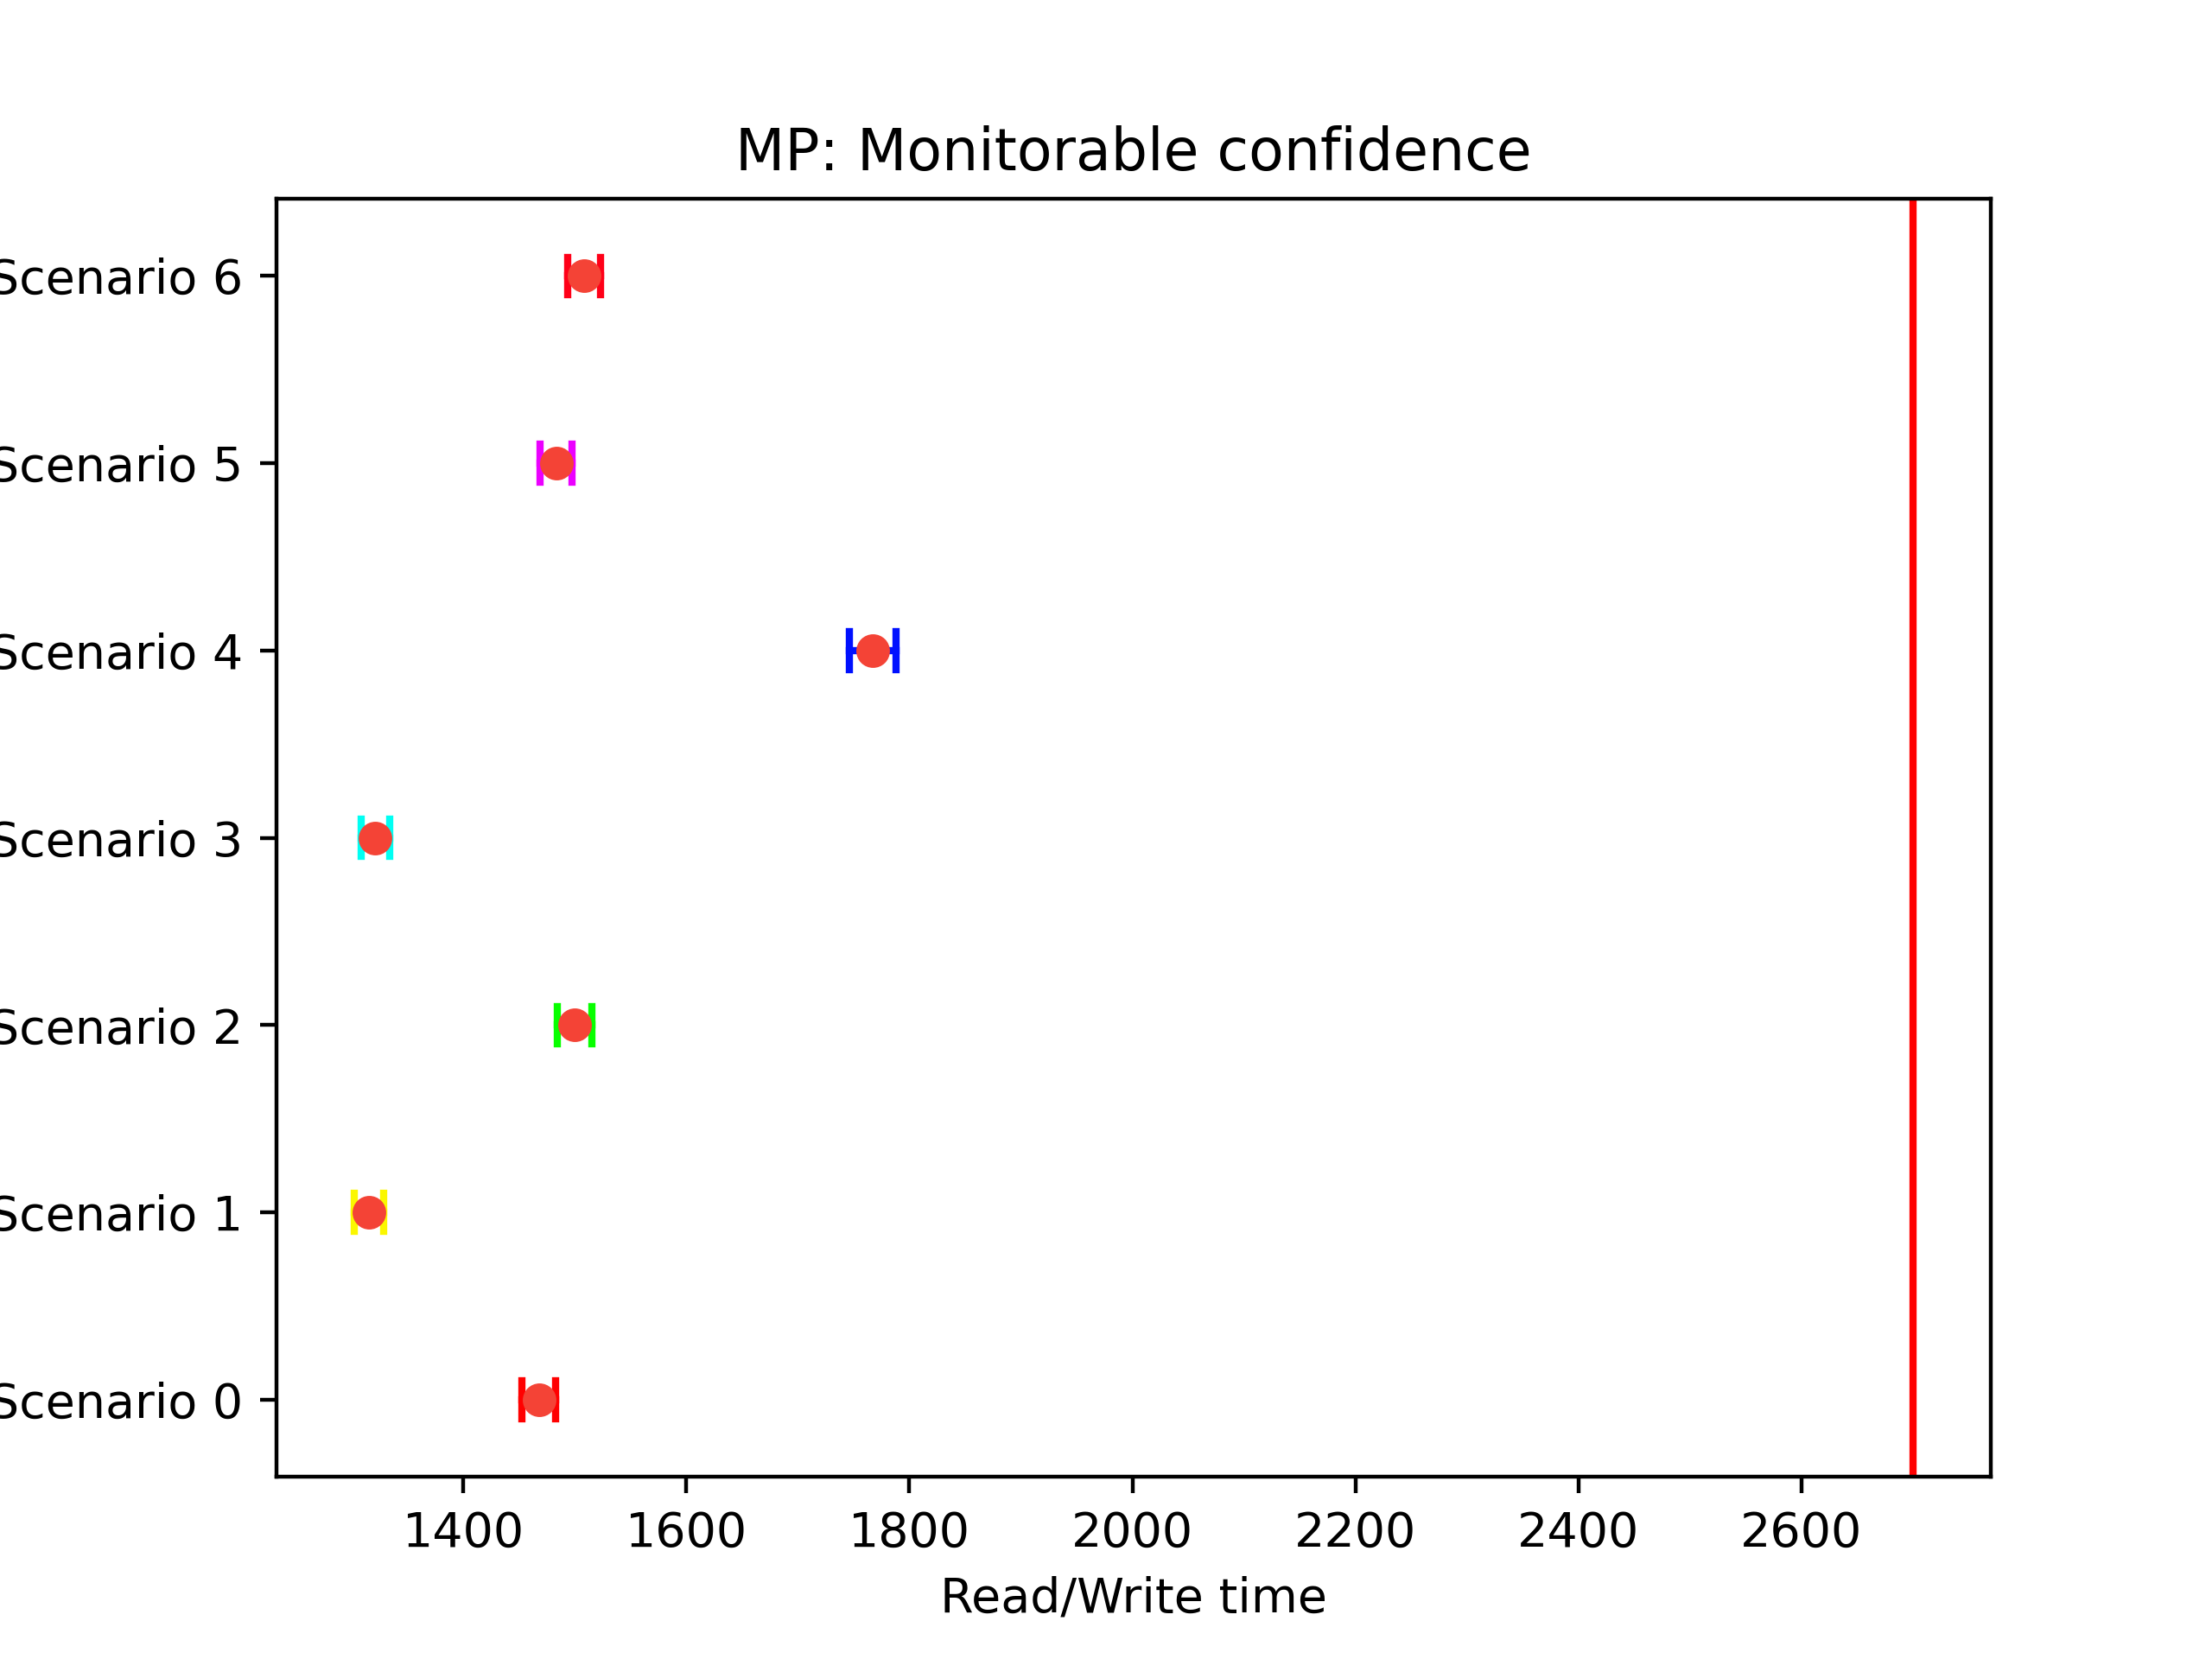 MP: Monitorable confidence
Scenario 6
Scenario 5
Scenario 4
Scenario 3
Scenario 2
Scenario 1
Scenario 0
1400 1600 1800 2000 2200 2400 2600
Read/Write time